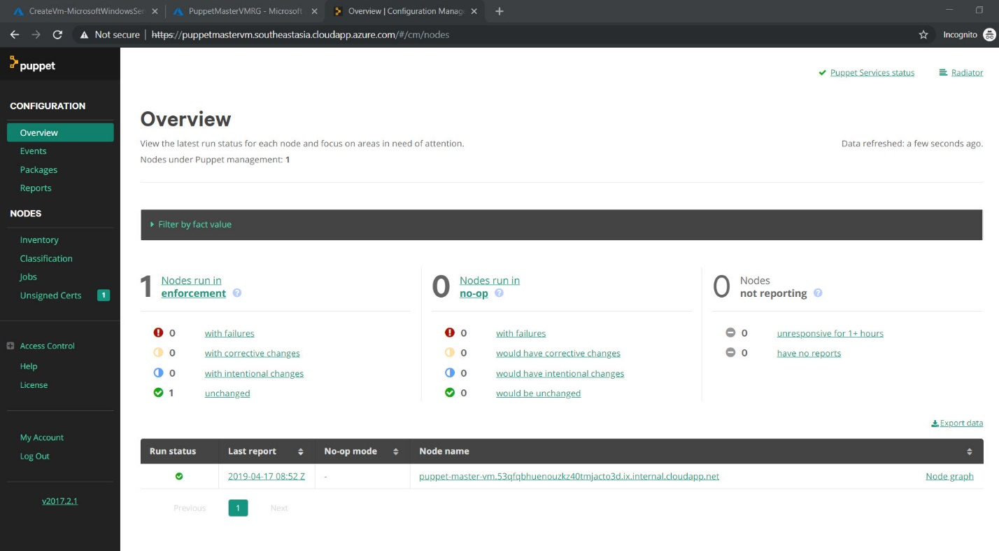 CreateVm-MicrosoftWindowsSer
PuppetMasterVMRG - Microsoft
Overview | Configuration Manag
Not secure | https://puppetmastervm.southeastasia.cloudapp.azure.com/#/cm/nodes
Incognito
puppet
Puppet Services status
Radiator
CONFIGURATION
Overview
Events
Packages
Reports
NODES
Inventory
Classification
Jobs
Unsigned Certs 1
Access Control
Help
License
My Account
Log Out
v2017.2.1
Overview
View the latest run status for each node and focus on areas in need of attention.
Data refreshed: a few seconds ago.
Nodes under Puppet management: 1
Filter by fact value
1 Nodes run in
enforcement ?
0 with failures
0 with corrective changes
0 with intentional changes
1 unchanged
0 Nodes run in
no-op ?
0 with failures
0 would have corrective changes
0 would have intentional changes
0 would be unchanged
0 Nodes
not reporting ?
0 unresponsive for 1+ hours
0 have no reports
Export data
Run status Last report No-op mode Node name
2019-04-17 08:52 Z - puppet-master-vm.53qfqbhuenouzkz40tmjacto3d.ix.internal.cloudapp.net Node graph
Previous 1 Next